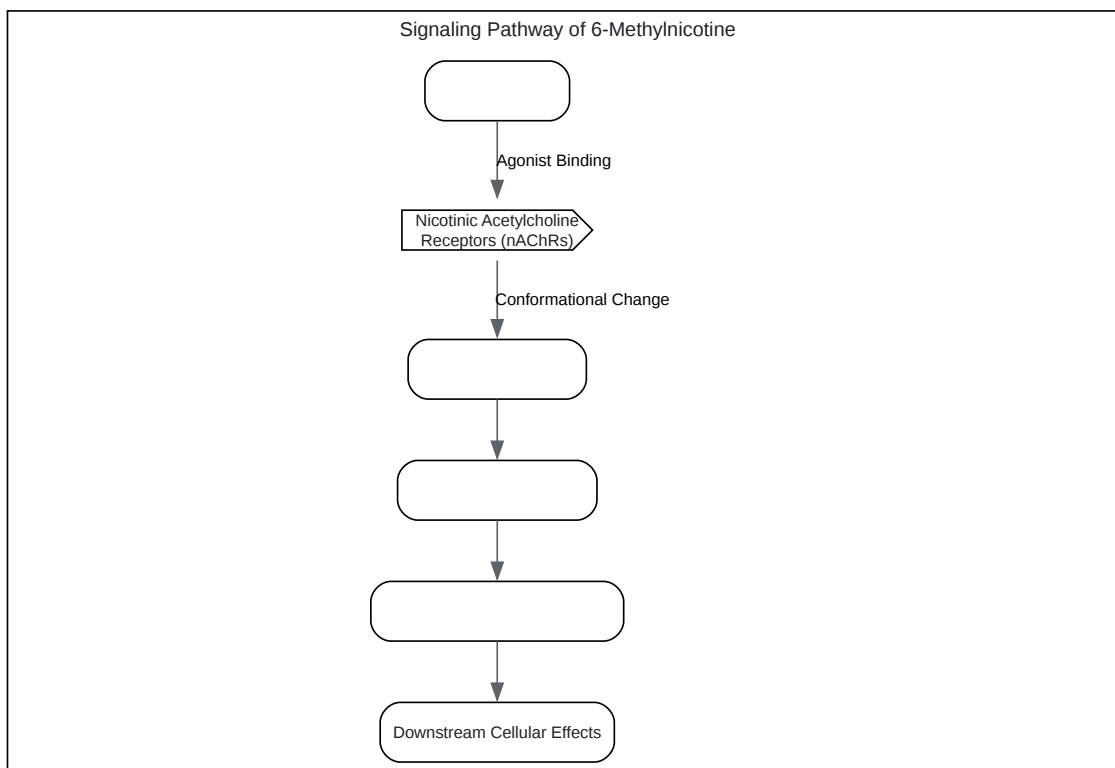 Signaling Pathway of 6-Methylnicotine
Agonist Binding
Nicotinic Acetylcholine
Receptors (nAChRs)
Conformational Change
Downstream Cellular Effects